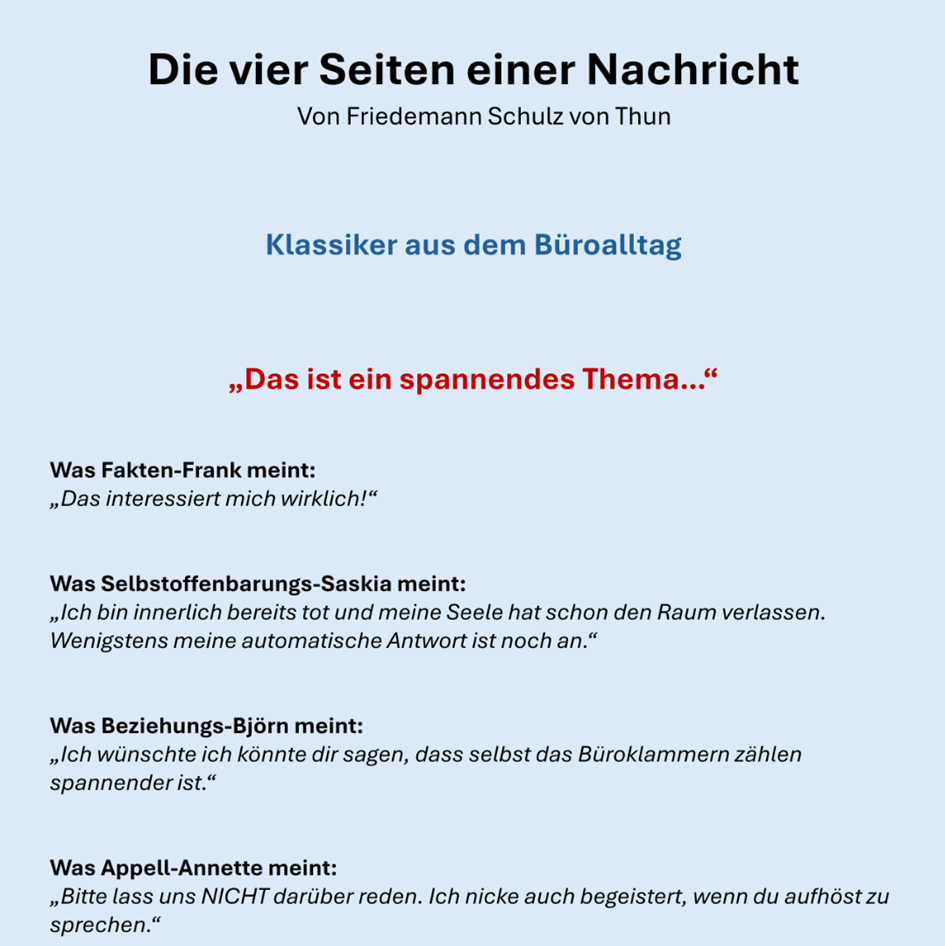 Die vier Seiten einer Nachricht
Von Friedemann Schulz von Thun
Klassiker aus dem Büroalltag
„Das ist ein spannendes Thema...“
Was Fakten-Frank meint:
„Das interessiert mich wirklich!“
Was Selbstoffenbarungs-Saskia meint:
„Ich bin innerlich bereits tot und meine Seele hat schon den Raum verlassen.
Wenigstens meine automatische Antwort ist noch an.“
Was Beziehungs-Björn meint:
„Ich wünschte ich könnte dir sagen, dass selbst das Büroklammern zählen
spannender ist.“
Was Appell-Annette meint:
„Bitte lass uns NICHT darüber reden. Ich nicke auch begeistert, wenn du aufhöst zu
sprechen.“